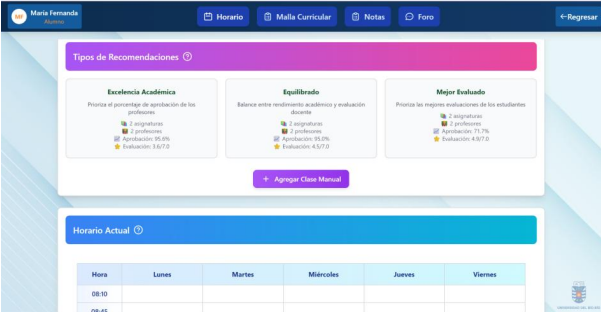 MF
María Fernanda
Alumno
Horario
Malla Curricular
Notas
Foro
←Regresar
Tipos de Recomendaciones
Excelencia Académica
Prioriza el porcentaje de aprobación de los
profesores
2 asignaturas
2 profesores
Aprobación: 95.6%
Evaluación: 3.6/7.0
Equilibrado
Balance entre rendimiento académico y evaluación
docente
2 asignaturas
2 profesores
Aprobación: 95.0%
Evaluación: 4.5/7.0
Mejor Evaluado
Prioriza las mejores evaluaciones de los estudiantes
2 asignaturas
2 profesores
Aprobación: 71.7%
Evaluación: 4.9/7.0
+ Agregar Clase Manual
Horario Actual
Hora Lunes Martes Miércoles Jueves Viernes
08:10
08:45
UNIVERSIDAD DEL BÍO-BÍO